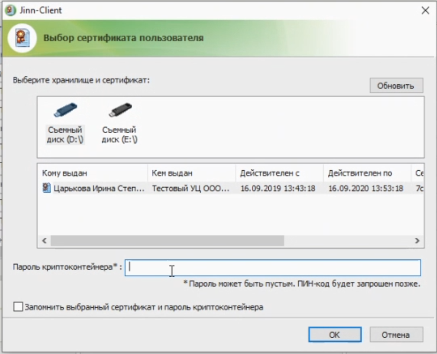 Jinn-Client
Выбор сертификата пользователя
Выберите хранилище и сертификат:
Обновить
Съемный диск (D:\)
Съемный диск (E:\)
Кому выдан Кем выдан Действителен с Действителен по Се
Царькова Ирина Степ... Тестовый УЦ ООО... 16.09.2019 13:43:18 16.09.2020 13:53:18 7c
Пароль криптоконтейнера* :
* Пароль может быть пустым. ПИН-код будет запрошен позже.
Запомнить выбранный сертификат и пароль криптоконтейнера
OK Отмена